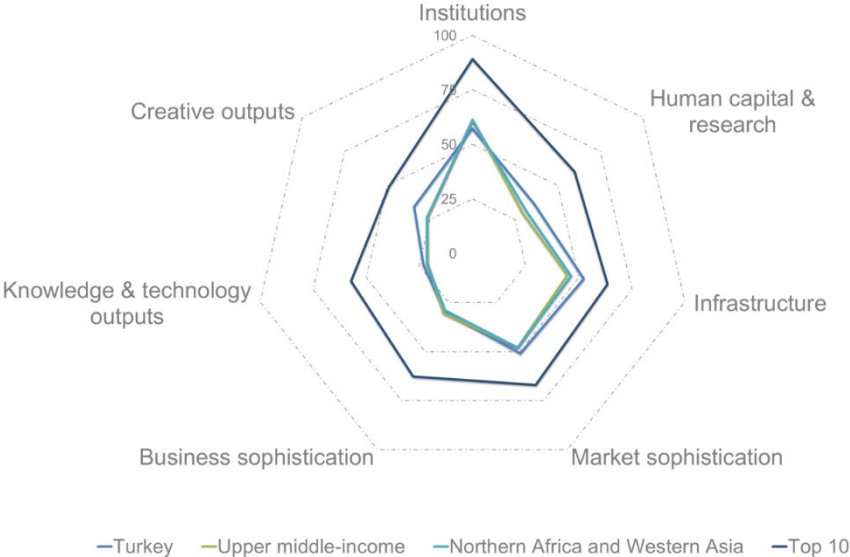 Institutions
100
75
50
25
0
Human capital &
research
Creative outputs
Infrastructure
Knowledge & technology
outputs
Market sophistication
Business sophistication
Turkey
Upper middle-income
Northern Africa and Western Asia
Top 10